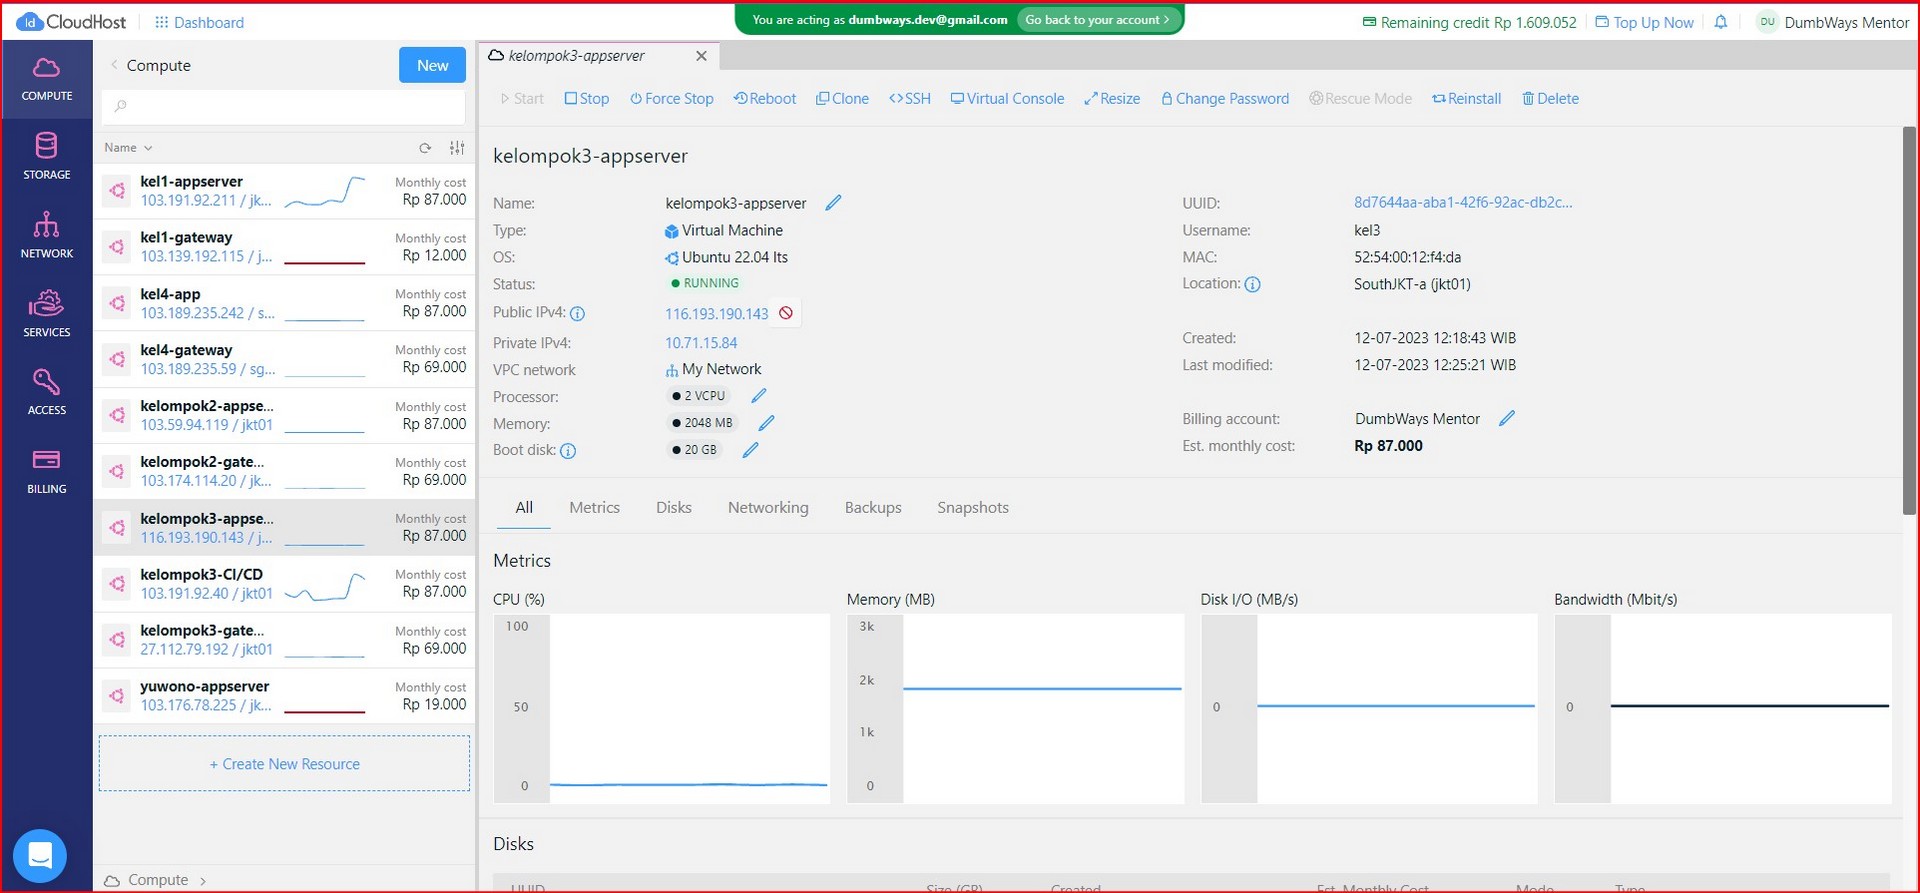 id CloudHost
Dashboard
You are acting as dumbways.dev@gmail.com
Go back to your account >
Remaining credit Rp 1.609.052
Top Up Now
DU
DumbWays Mentor
COMPUTE
STORAGE
NETWORK
SERVICES
ACCESS
BILLING
Compute
New
Name
kel1-appserver
103.191.92.211 / jk...
Monthly cost
Rp 87.000
kel1-gateway
103.139.192.115 / j...
Monthly cost
Rp 12.000
kel4-app
103.189.235.242 / s...
Monthly cost
Rp 87.000
kel4-gateway
103.189.235.59 / sg...
Monthly cost
Rp 69.000
kelompok2-appse...
103.59.94.119 / jkt01
Monthly cost
Rp 87.000
kelompok2-gate...
103.174.114.20 / jk...
Monthly cost
Rp 69.000
kelompok3-appse...
116.193.190.143 / j...
Monthly cost
Rp 87.000
kelompok3-CI/CD
103.191.92.40 / jkt01
Monthly cost
Rp 87.000
kelompok3-gate...
27.112.79.192 / jkt01
Monthly cost
Rp 69.000
yuwono-appserver
103.176.78.225 / jk...
Monthly cost
Rp 19.000
+ Create New Resource
Compute >
kelompok3-appserver
Start Stop Force Stop Reboot Clone <>SSH Virtual Console Resize Change Password Rescue Mode Reinstall Delete
kelompok3-appserver
Name: kelompok3-appserver
Type: Virtual Machine
OS: Ubuntu 22.04 lts
Status: RUNNING
Public IPv4: 116.193.190.143
Private IPv4: 10.71.15.84
VPC network My Network
Processor: 2 VCPU
Memory: 2048 MB
Boot disk: 20 GB
UUID: 8d7644aa-aba1-42f6-92ac-db2c...
Username: kel3
MAC: 52:54:00:12:f4:da
Location: SouthJKT-a (jkt01)
Created: 12-07-2023 12:18:43 WIB
Last modified: 12-07-2023 12:25:21 WIB
Billing account: DumbWays Mentor
Est. monthly cost: Rp 87.000
All Metrics Disks Networking Backups Snapshots
Metrics
CPU (%)
100
50
0
Memory (MB)
3k
2k
1k
0
Disk I/O (MB/s)
0
Bandwidth (Mbit/s)
0
Disks
UUID Size (GB) Created Est. Monthly Cost Mode Type